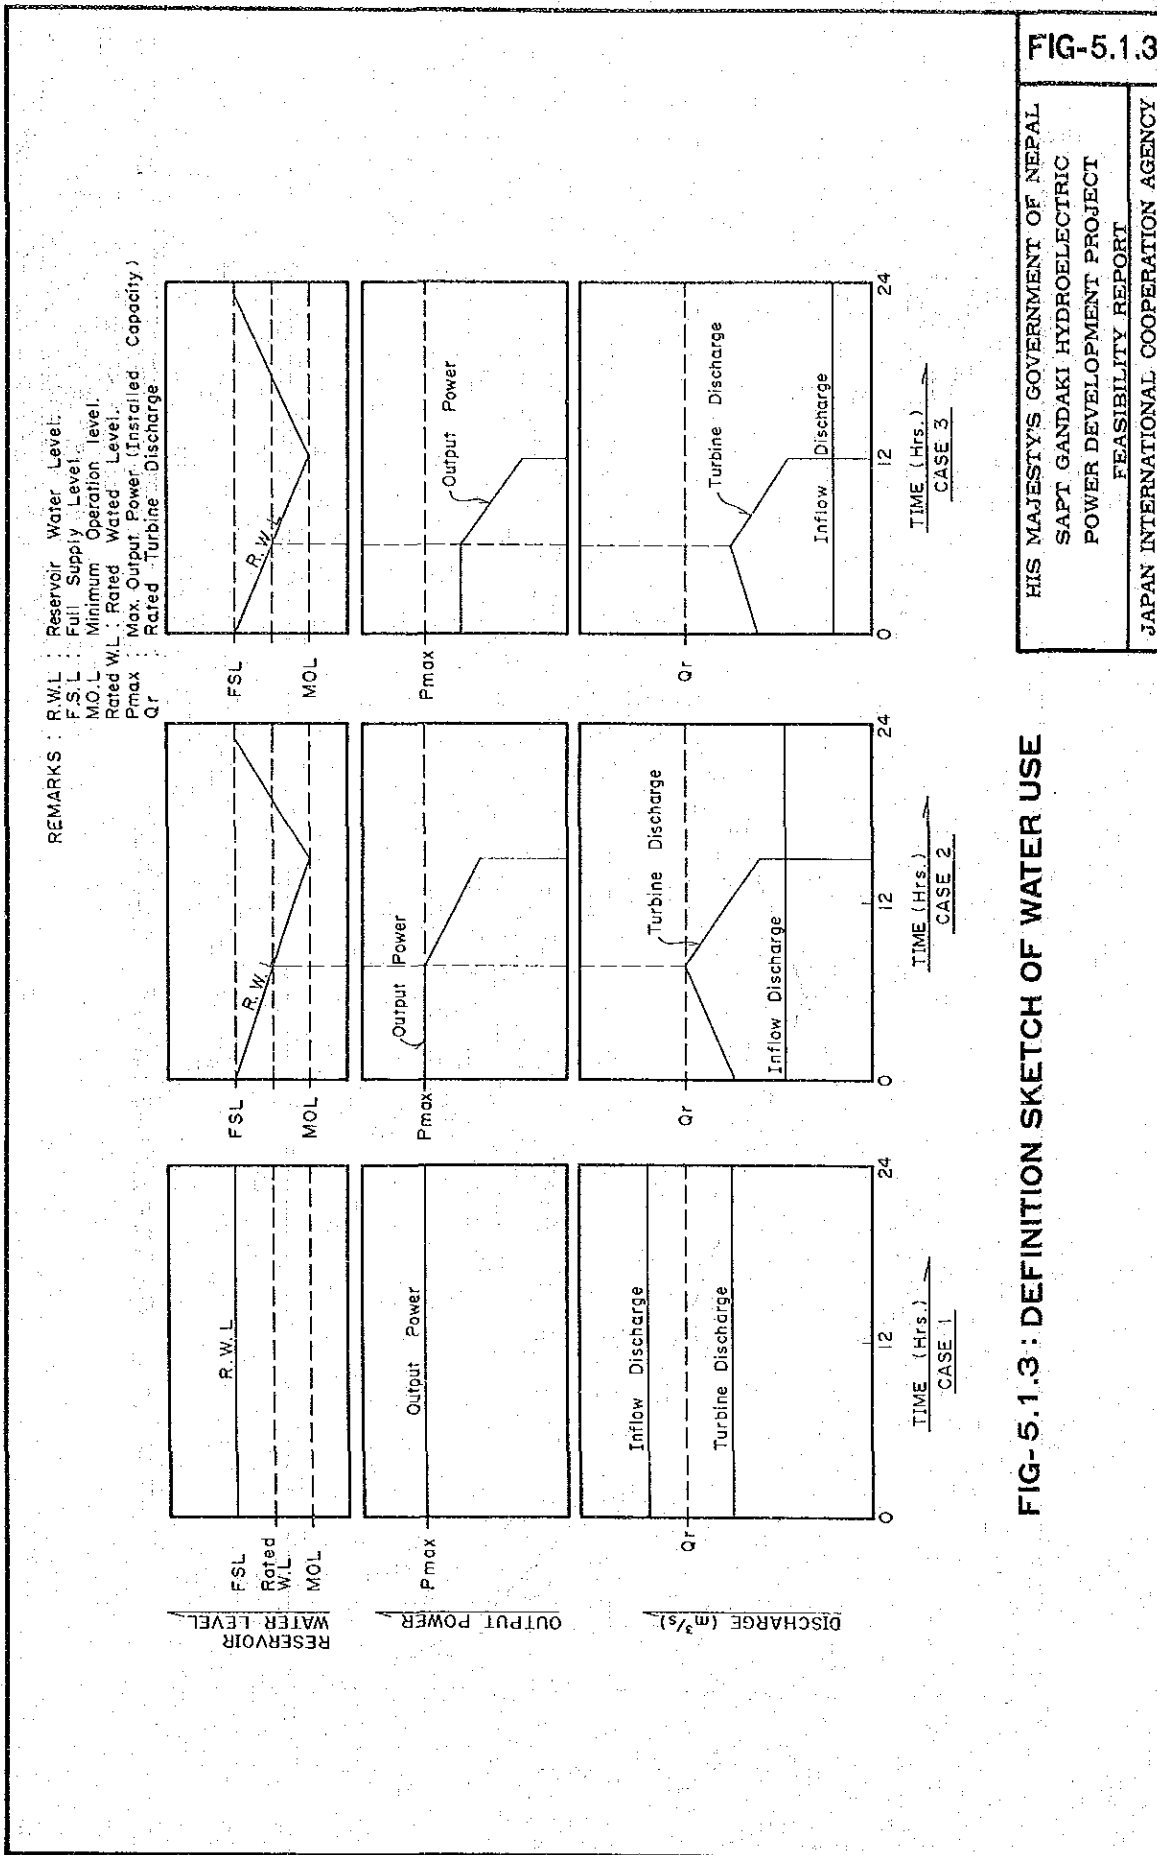 REMARKS : R.W.L : Reservoir Water Level.
F.S.L : Full Supply Level.
M.O.L : Minimum Operation level.
Rated W.L : Rated Wated Level.
Pmax : Max. Output Power (Installed Capacity)
Qr : Rated Turbine Discharge
RESERVOIR
WATER LEVEL
FSL
Rated
W.L
MOL
R.W.L
FSL
MOL
R.W.L
FSL
MOL
R.W.L
OUTPUT POWER
Pmax
Output Power
Pmax
Output Power
Pmax
Output Power
DISCHARGE (m³/s)
Qr
Inflow Discharge
Turbine Discharge
0
12
24
Qr
Turbine Discharge
Inflow Discharge
0
12
24
Qr
Turbine Discharge
Inflow Discharge
0
12
24
TIME (Hrs.)
CASE 1
TIME (Hrs.)
CASE 2
TIME (Hrs.)
CASE 3
FIG-5.1.3 : DEFINITION SKETCH OF WATER USE
HIS MAJESTY'S GOVERNMENT OF NEPAL
SAPT GANDAKI HYDROELECTRIC
POWER DEVELOPMENT PROJECT
FEASIBILITY REPORT
JAPAN INTERNATIONAL COOPERATION AGENCY
FIG-5.1.3